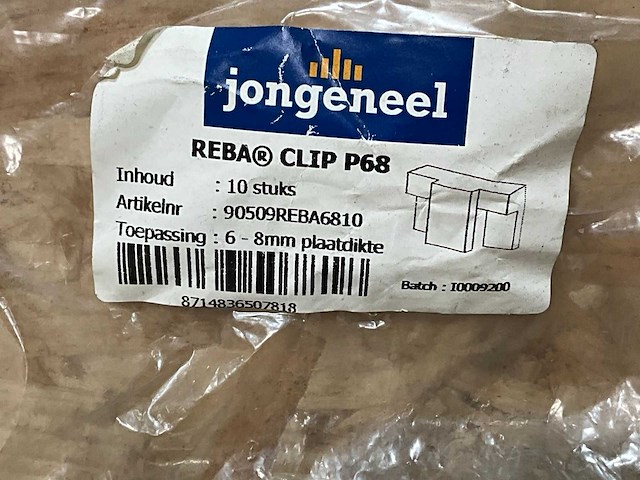 jongeneel
REBA® CLIP P68
Inhoud : 10 stuks
Artikelnr : 90509REBA6810
Toepassing : 6 - 8mm plaatdikte
8714836507818
Batch : I0009200